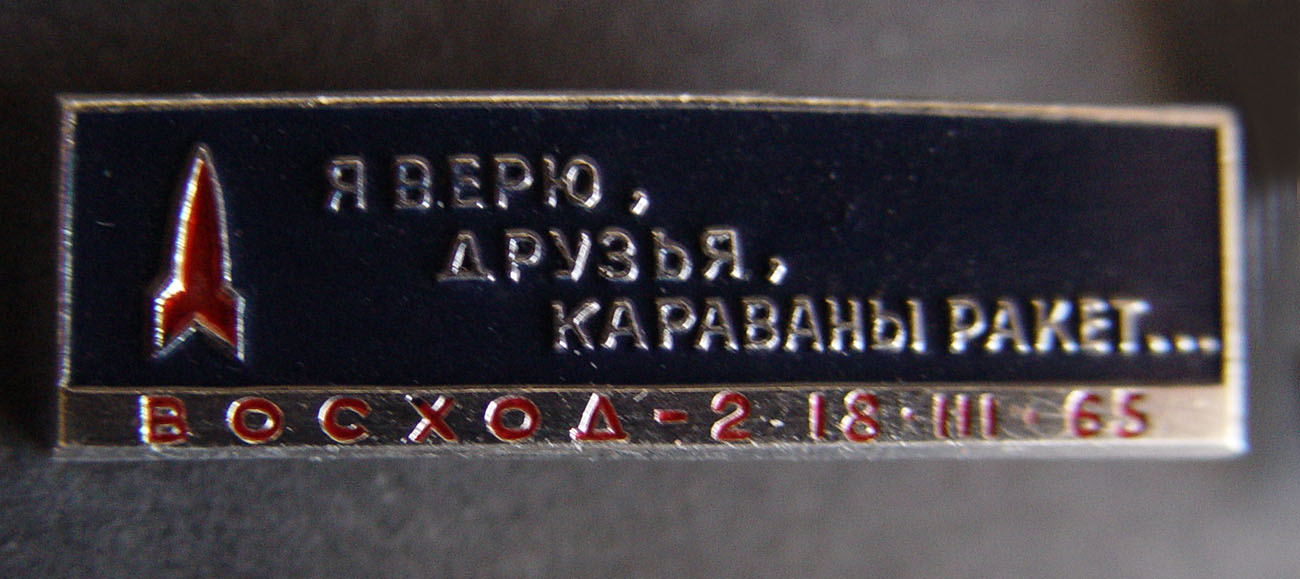 Я ВЕРЮ,
ДРУЗЬЯ,
КАРАВАНЫ РАКЕТ...
ВОСХОД-2 18·III·65